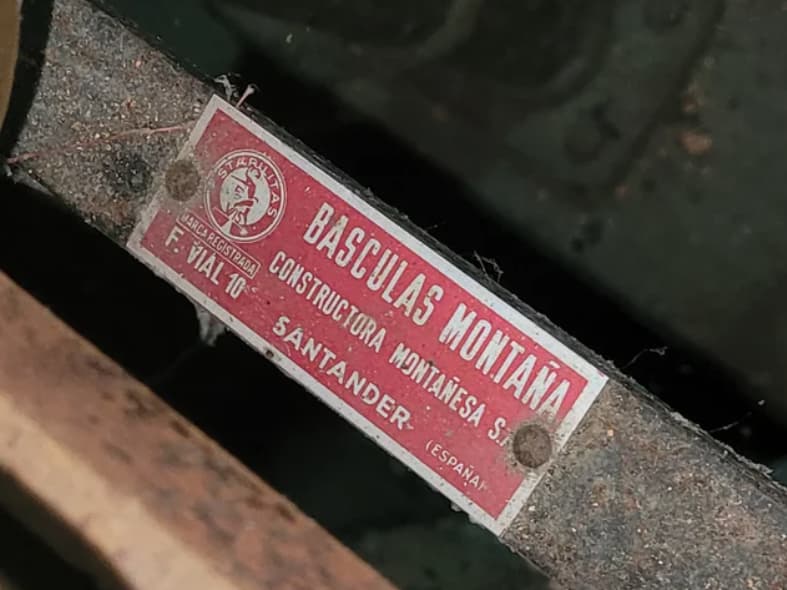 STARLITAS
MARCA REGISTRADA
F. VIAL 10
BASCULAS MONTAÑA
CONSTRUCTORA MONTAÑESA S.
SANTANDER
(ESPAÑA)